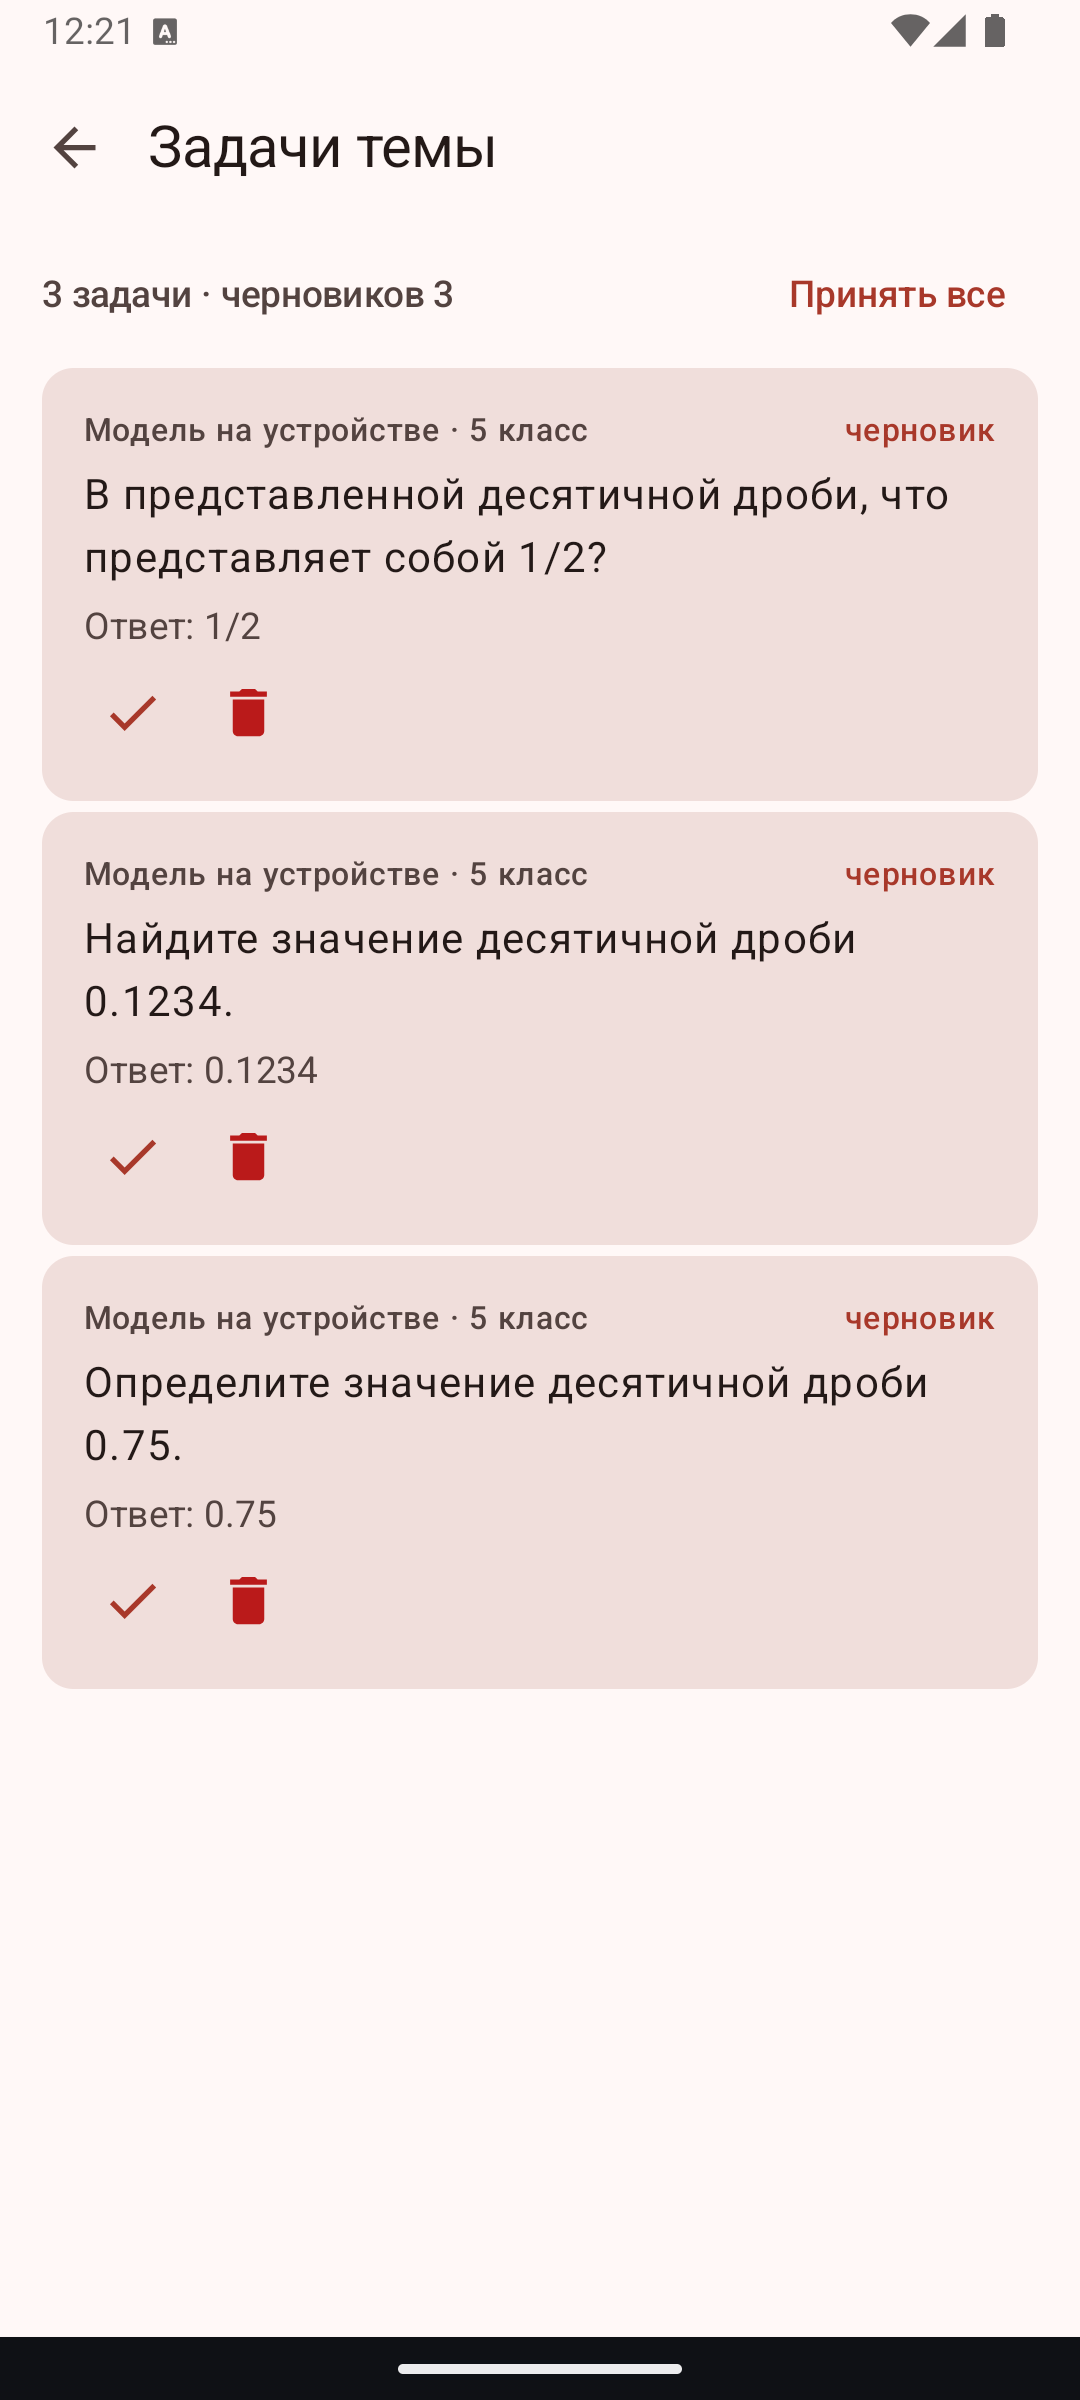 12:21
Задачи темы
3 задачи · черновиков 3
Принять все
Модель на устройстве · 5 класс
черновик
В представленной десятичной дроби, что
представляет собой 1/2?
Ответ: 1/2
Модель на устройстве · 5 класс
черновик
Найдите значение десятичной дроби
0.1234.
Ответ: 0.1234
Модель на устройстве · 5 класс
черновик
Определите значение десятичной дроби
0.75.
Ответ: 0.75